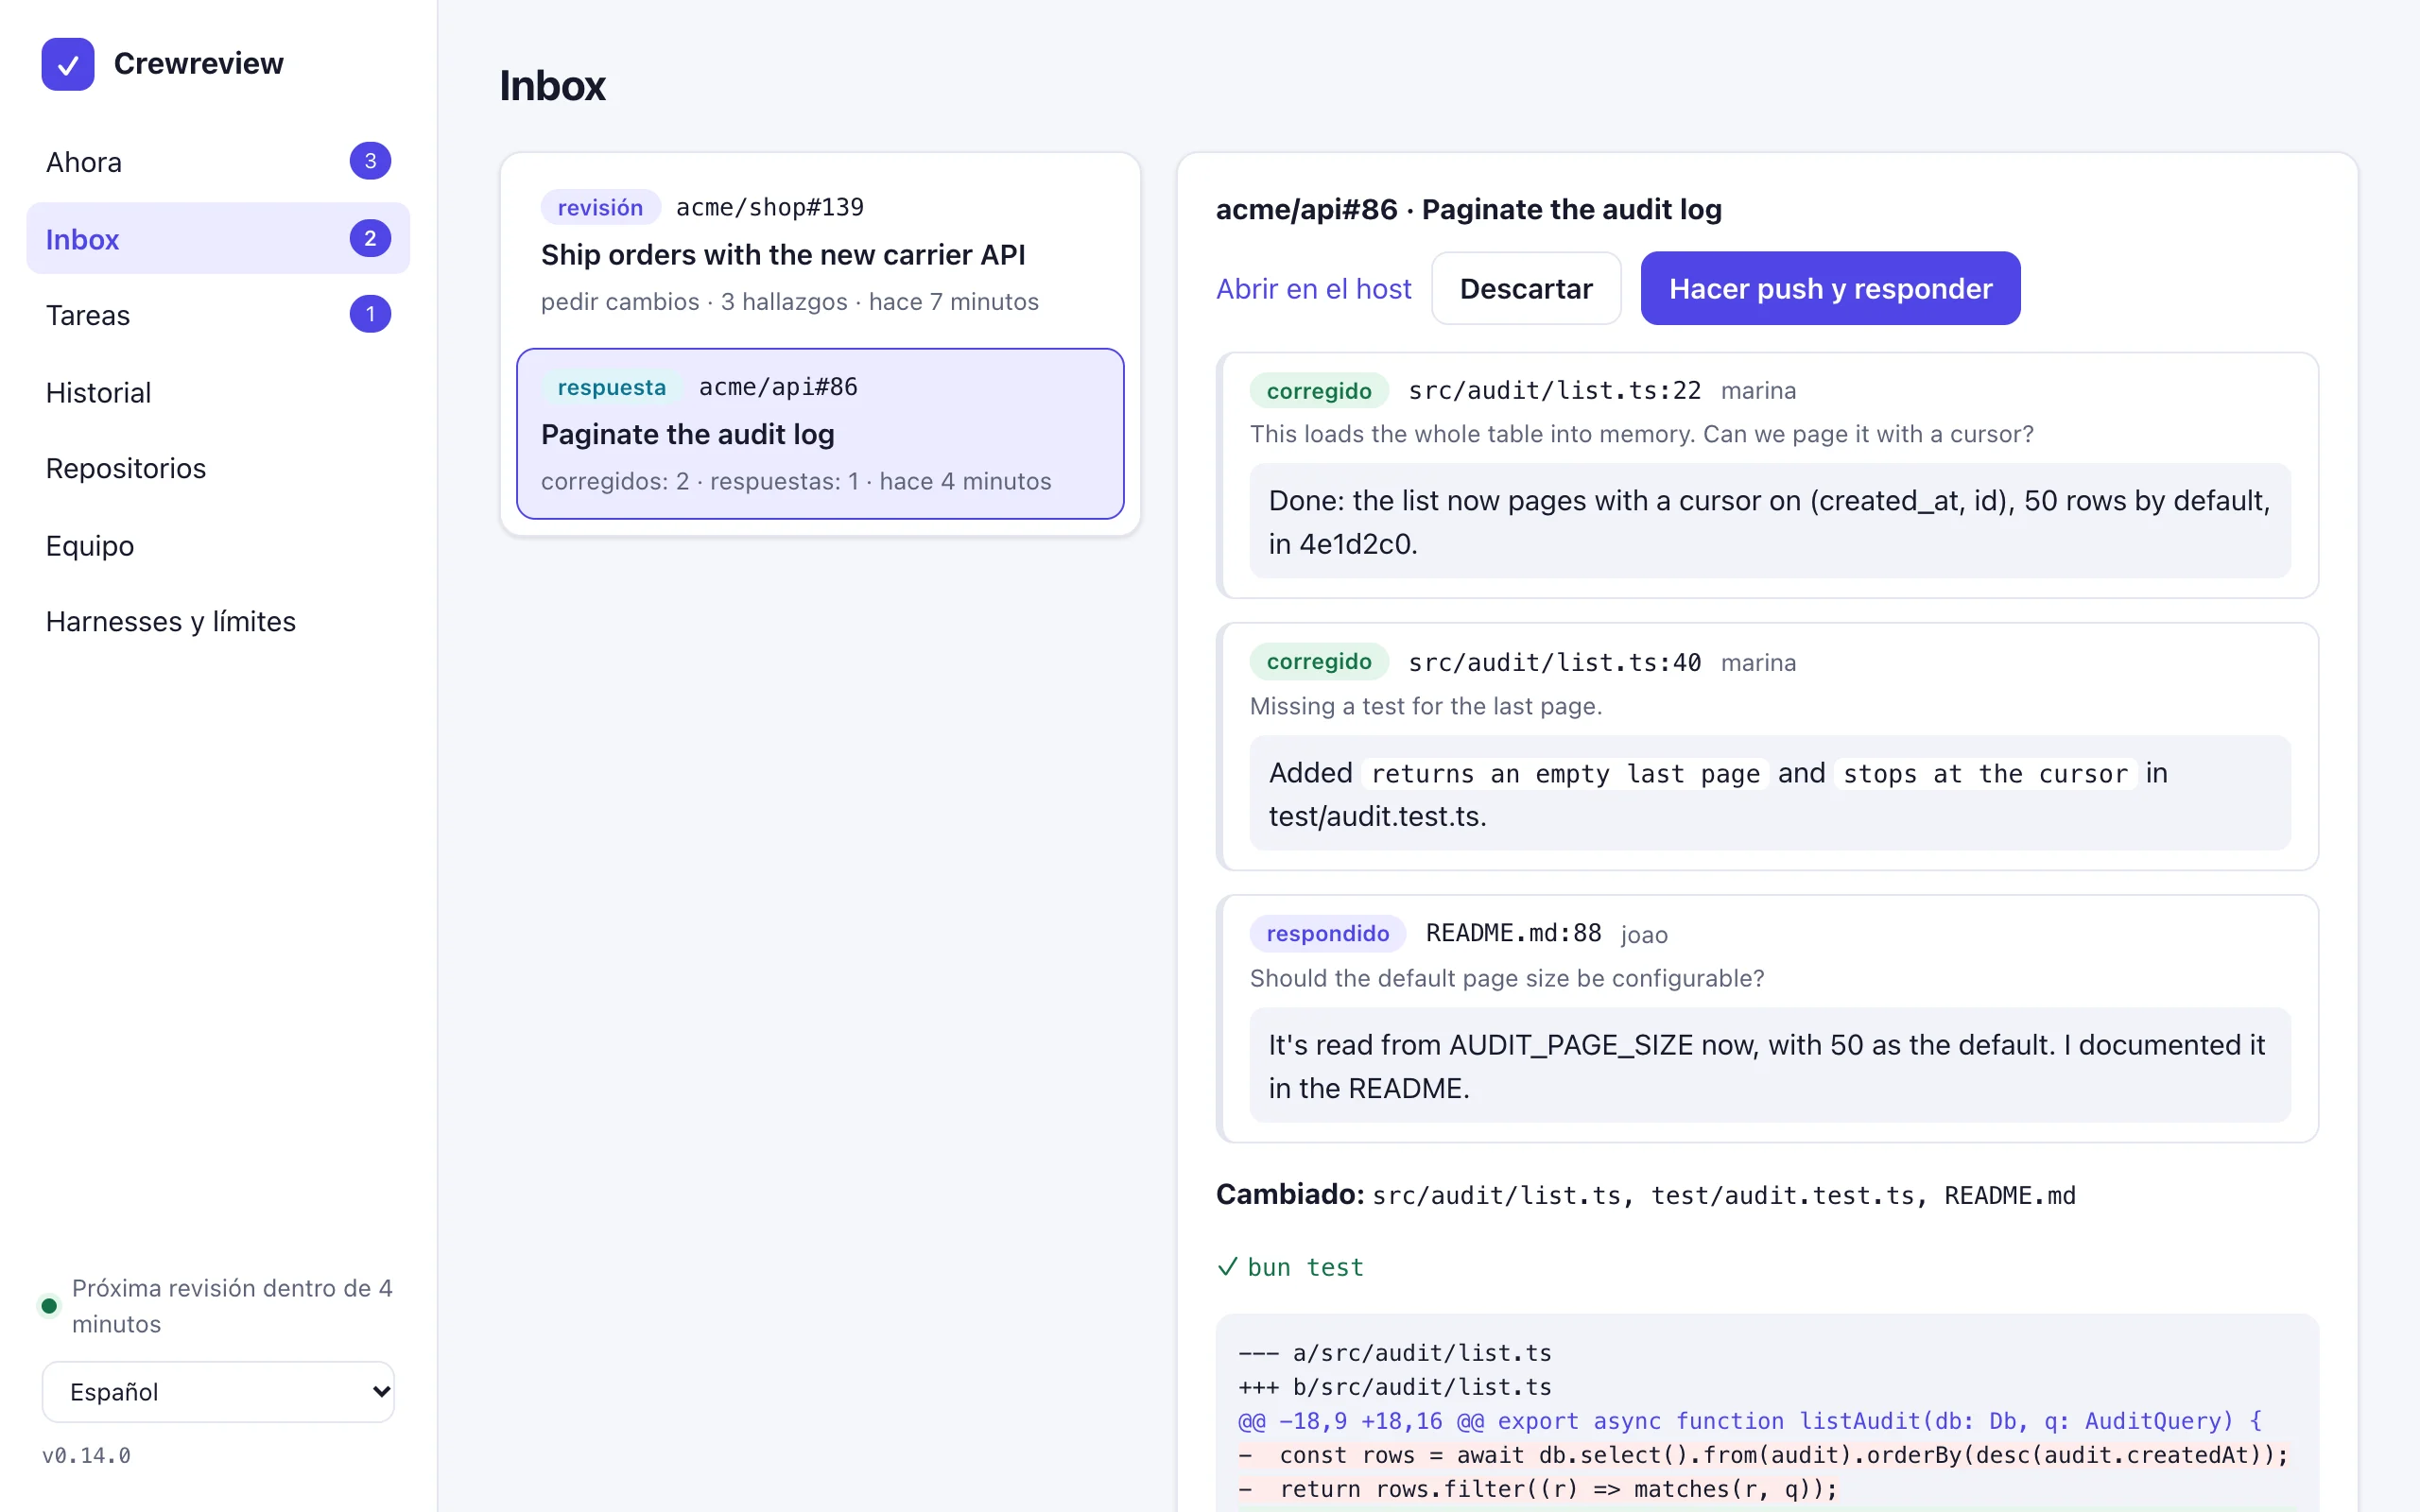 Crewreview
Ahora 3
Inbox 2
Tareas 1
Historial
Repositorios
Equipo
Harnesses y límites
Próxima revisión dentro de 4
minutos
Español
v0.14.0
Inbox
revisión acme/shop#139
Ship orders with the new carrier API
pedir cambios · 3 hallazgos · hace 7 minutos
respuesta acme/api#86
Paginate the audit log
corregidos: 2 · respuestas: 1 · hace 4 minutos
acme/api#86 · Paginate the audit log
Abrir en el host Descartar Hacer push y responder
corregido src/audit/list.ts:22 marina
This loads the whole table into memory. Can we page it with a cursor?
Done: the list now pages with a cursor on (created_at, id), 50 rows by default,
in 4e1d2c0.
corregido src/audit/list.ts:40 marina
Missing a test for the last page.
Added returns an empty last page and stops at the cursor in
test/audit.test.ts.
respondido README.md:88 joao
Should the default page size be configurable?
It's read from AUDIT_PAGE_SIZE now, with 50 as the default. I documented it
in the README.
Cambiado: src/audit/list.ts, test/audit.test.ts, README.md
✓ bun test
--- a/src/audit/list.ts
+++ b/src/audit/list.ts
@@ -18,9 +18,16 @@ export async function listAudit(db: Db, q: AuditQuery) {
-  const rows = await db.select().from(audit).orderBy(desc(audit.createdAt));
-  return rows.filter((r) => matches(r, q));